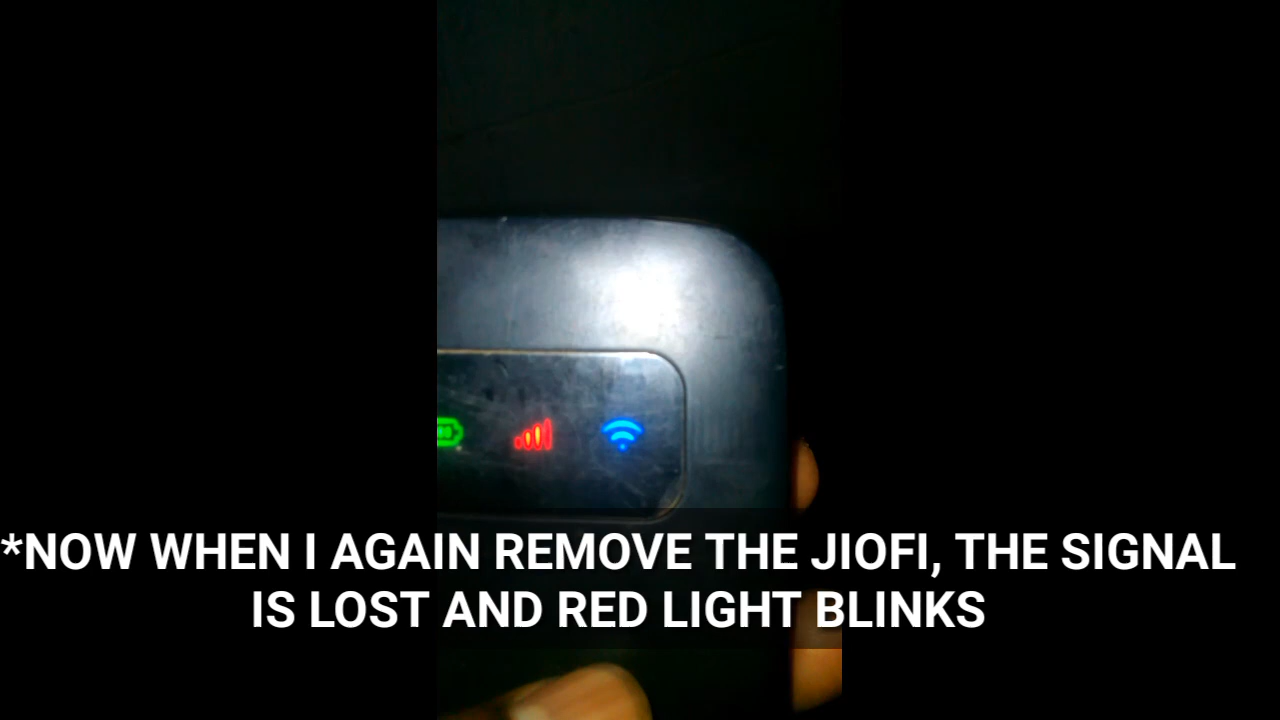 *NOW WHEN I AGAIN REMOVE THE JIOFI, THE SIGNAL
IS LOST AND RED LIGHT BLINKS